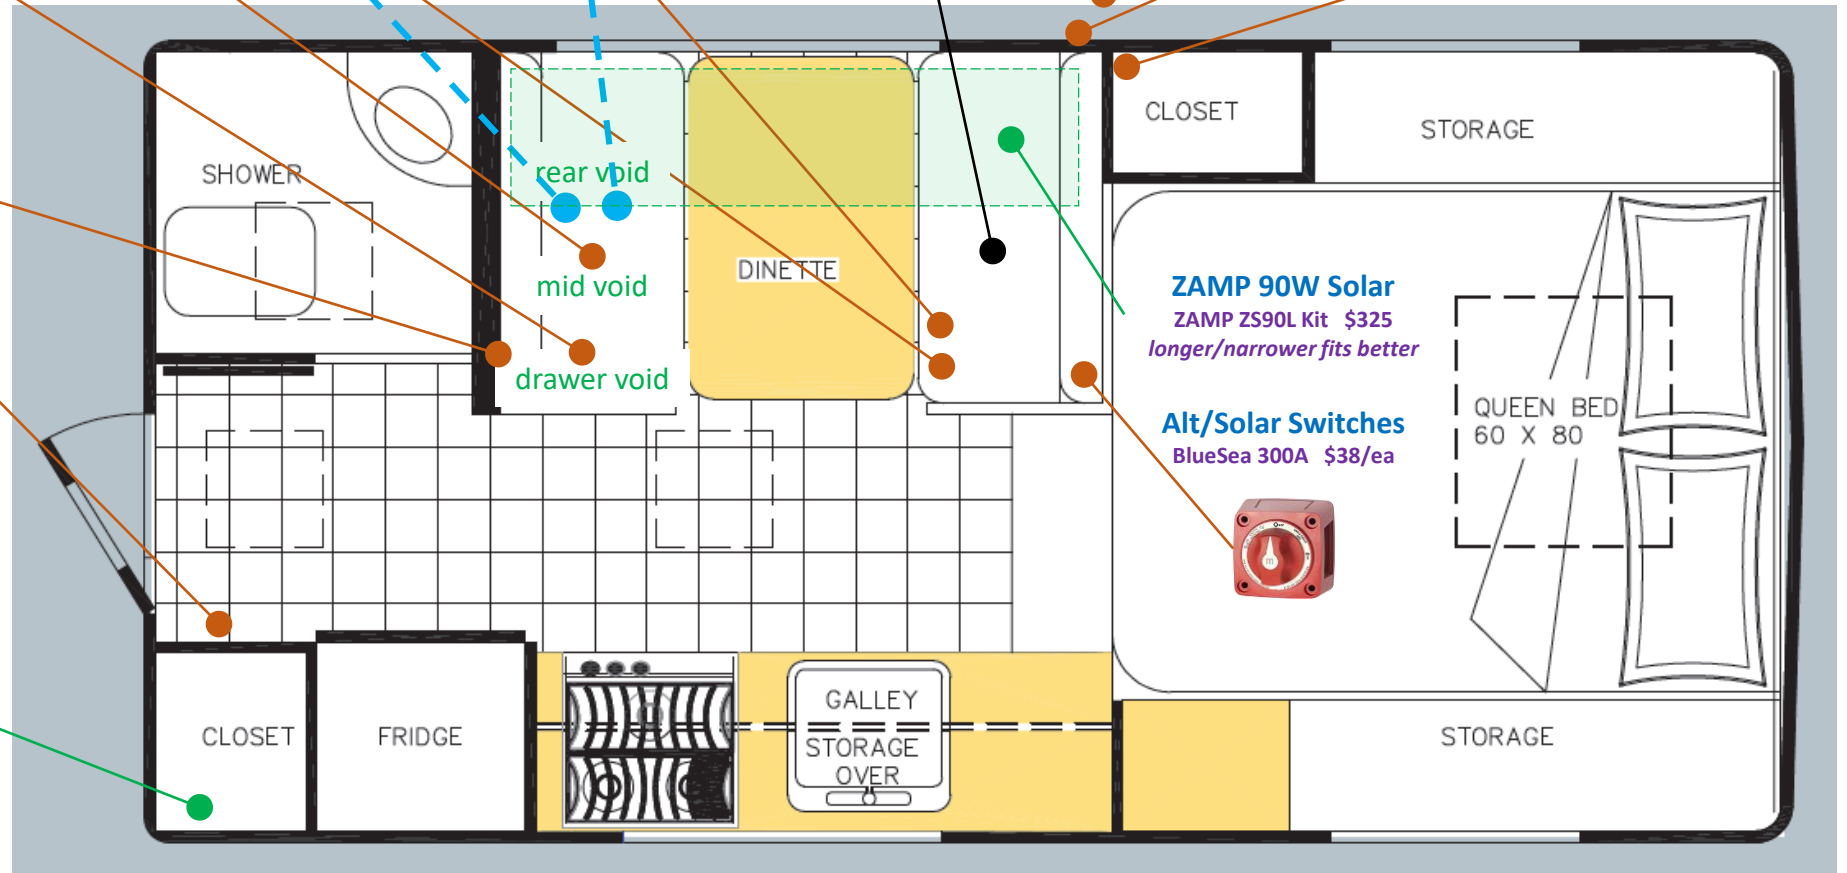 CLOSET
STORAGE
SHOWER
rear void
DINETTE
mid void
drawer void
ZAMP 90W Solar
ZAMP ZS90L Kit $325
longer/narrower fits better
Alt/Solar Switches
BlueSea 300A $38/ea
QUEEN BED
60 X 80
CLOSET
FRIDGE
GALLEY
STORAGE
OVER
STORAGE